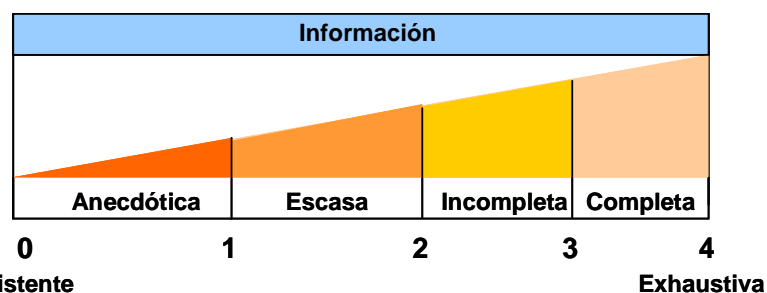 Información
Anecdótica Escasa Incompleta Completa
0 1 2 3 4
istente Exhaustiva